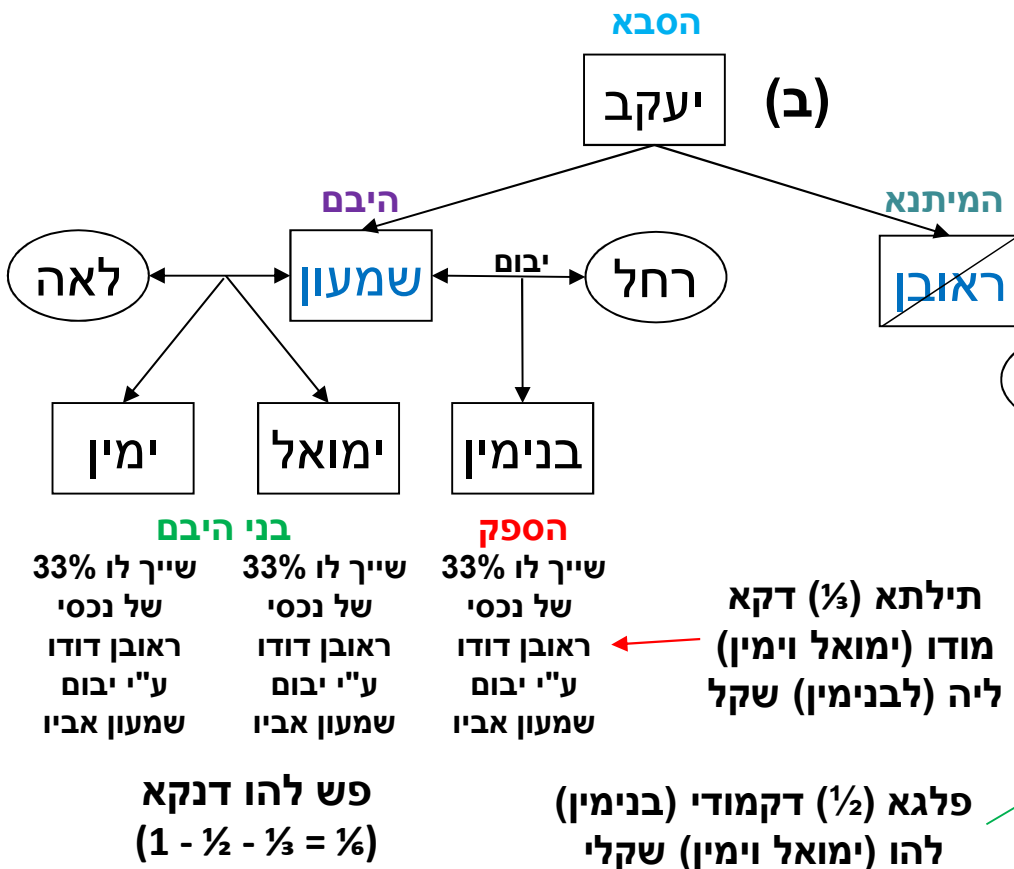 הסבא
יעקב
(ב)
המיתנא
היבם
ראובן
רחל
יבום
שמעון
לאה
בנימין
ימואל
ימין
הספק
בני היבם
שייך לו 33%
של נכסי
ראובן דודו
ע"י יבום
שמעון אביו
שייך לו 33%
של נכסי
ראובן דודו
ע"י יבום
שמעון אביו
שייך לו 33%
של נכסי
ראובן דודו
ע"י יבום
שמעון אביו
תילתא (⅓) דקא
מודו (ימואל וימין)
ליה (לבנימין) שקל
פלגא (½) דקמודי (בנימין)
להו (ימואל וימין) שקלי
פש להו דנקא
(1 - ½ - ⅓ = ⅙)